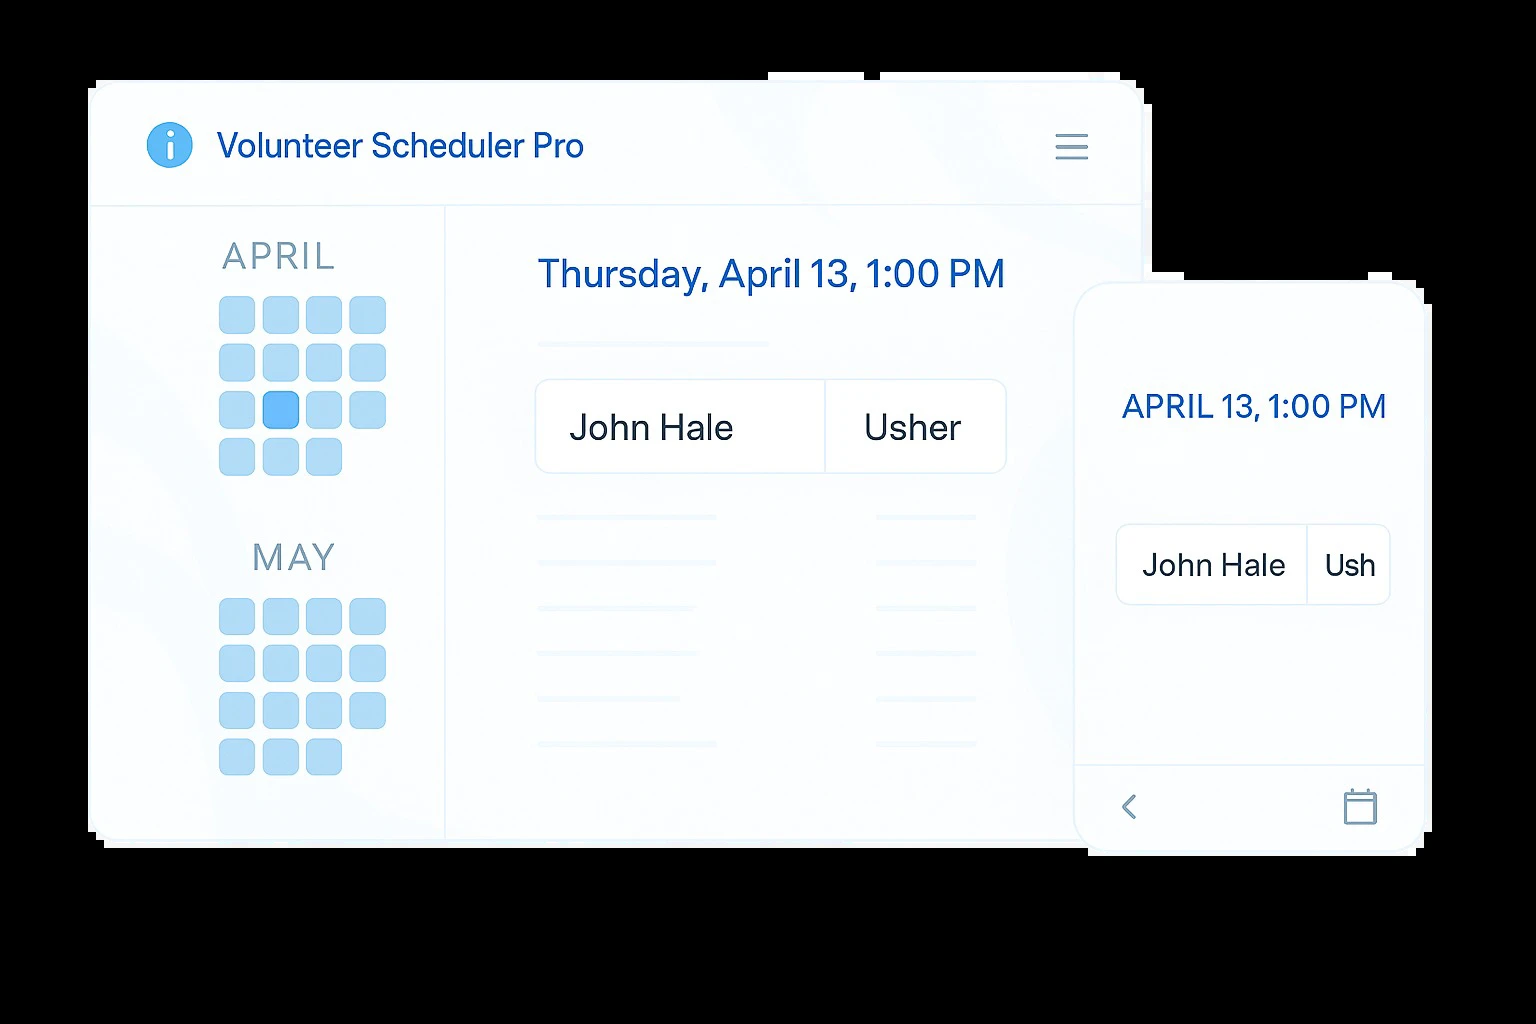 Volunteer Scheduler Pro
APRIL
MAY
Thursday, April 13, 1:00 PM
John Hale
Usher
APRIL 13, 1:00 PM
John Hale
Ush